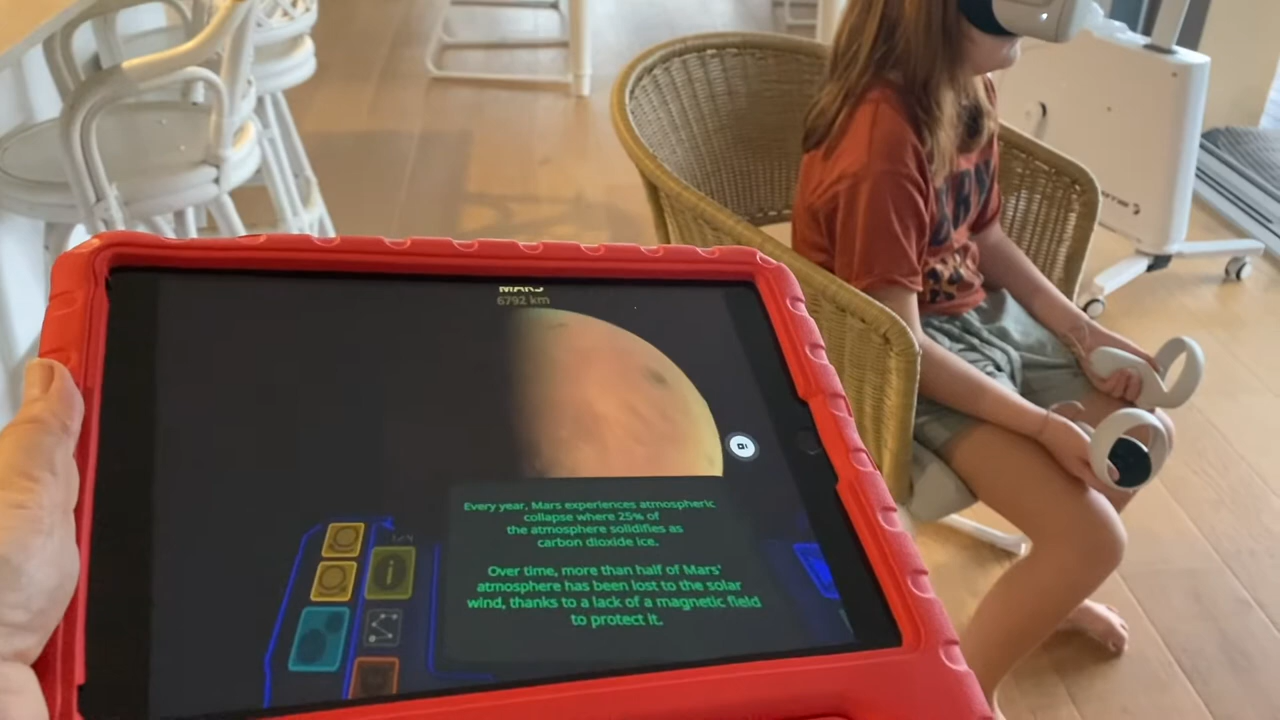 MARS
6792 km
Every year, Mars experiences atmospheric
collapse where 25% of
the atmosphere solidifies as
carbon dioxide ice.
Over time, more than half of Mars'
atmosphere has been lost to the solar
wind, thanks to a lack of a magnetic field
to protect it.
i